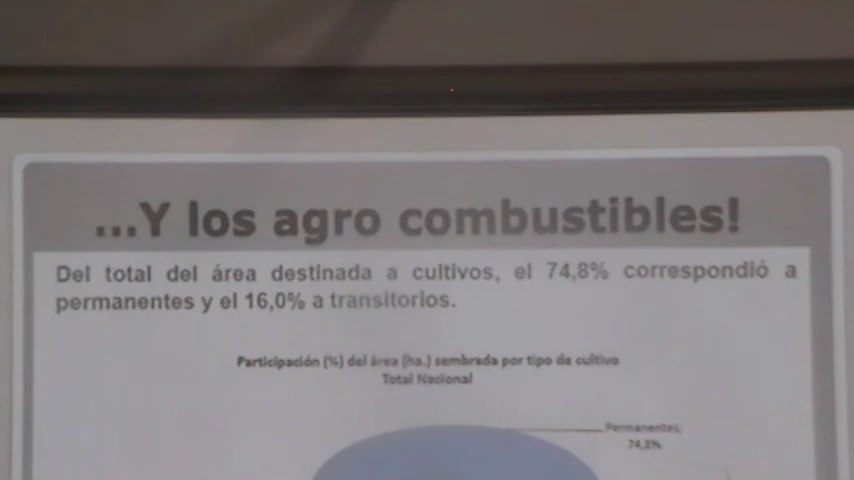 ...Y los agro combustibles!
Del total del área destinada a cultivos, el 74,8% correspondió a
permanentes y el 16,0% a transitorios.
Participación (%) del área (ha.) sembrada por tipo de cultivo
Total Nacional
Permanentes;
74,8%